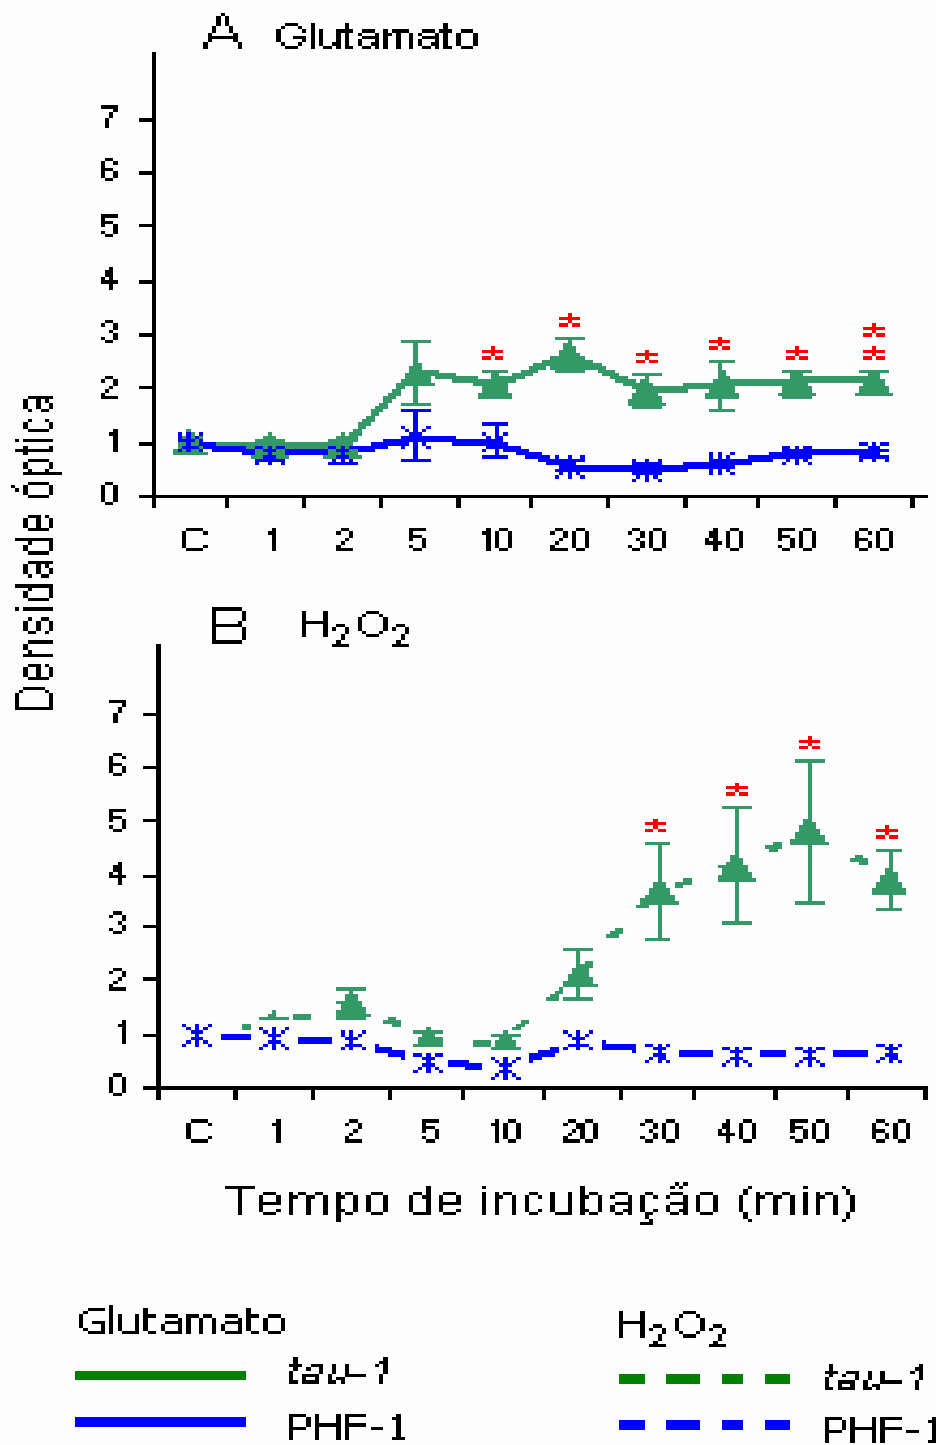 A Glutamato
7
6
5
4
3
2
1
0
* * * * * * *
C 1 2 5 10 20 30 40 50 60
Densidade óptica
B H₂O₂
7
6
5
4
3
2
1
0
* * * *
C 1 2 5 10 20 30 40 50 60
Tempo de incubação (min)
Glutamato
tau-1
PHF-1
H₂O₂
tau-1
PHF-1